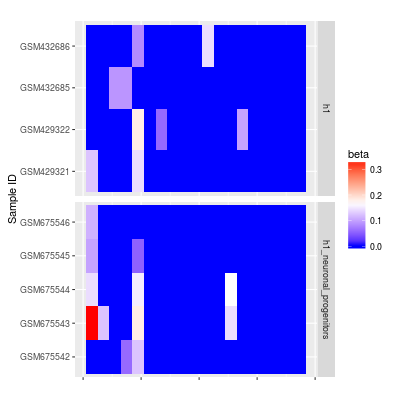 GSM432686
GSM432685
GSM429322
GSM429321
h1
GSM675546
GSM675545
GSM675544
GSM675543
GSM675542
h1_neuronal_progenitors
Sample ID
beta
0.3
0.2
0.1
0.0